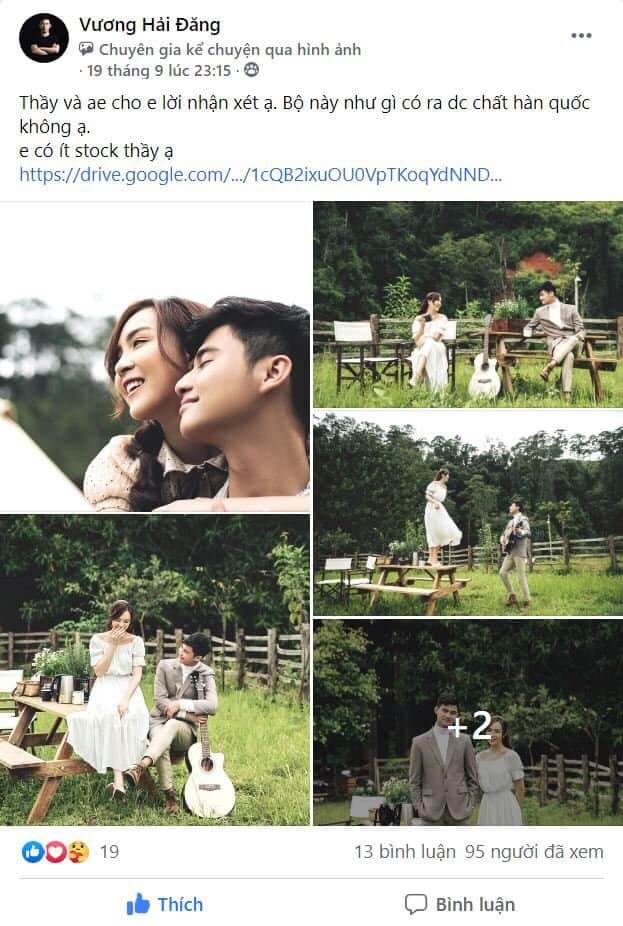 Vương Hải Đăng
Chuyên gia kể chuyện qua hình ảnh
· 19 tháng 9 lúc 23:15 ·
Thầy và ae cho e lời nhận xét ạ. Bộ này như gì có ra dc chất hàn quốc
không ạ.
e có ít stock thầy ạ
https://drive.google.com/.../1cQB2ixuOU0VpTKoqYdNND...
+2
19
13 bình luận 95 người đã xem
Thích
Bình luận